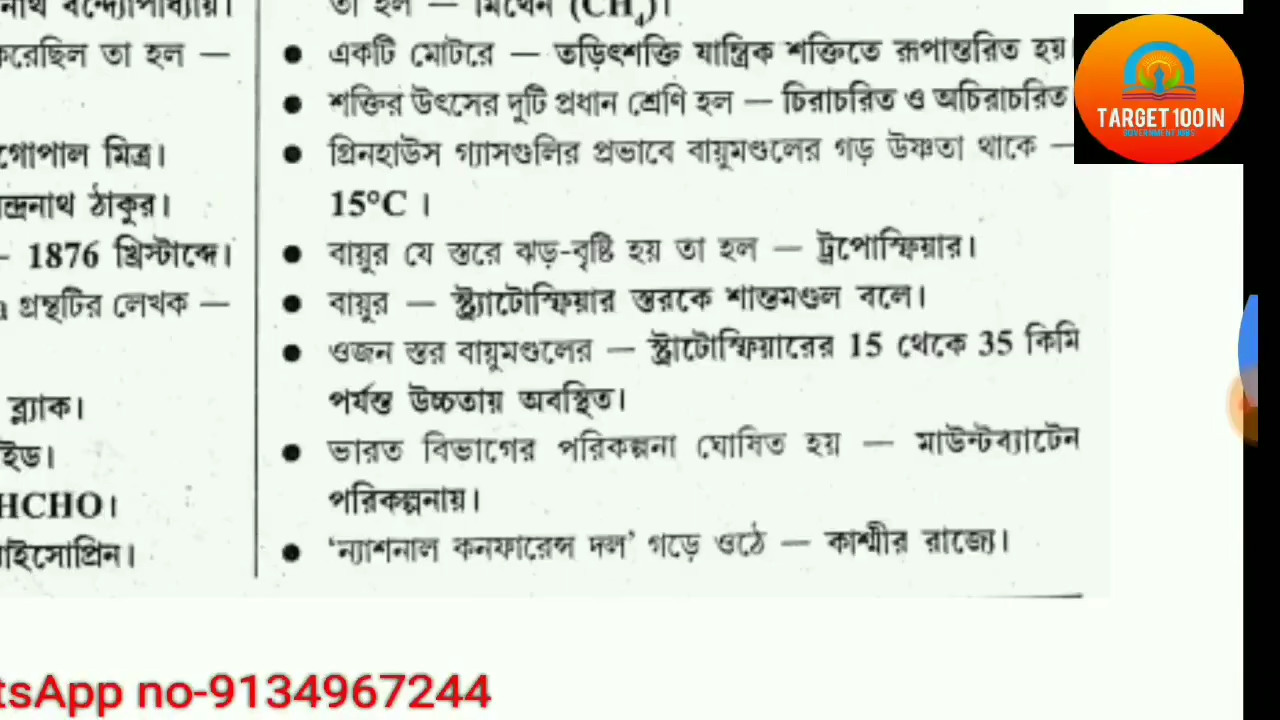 নাথ বন্দ্যোপাধ্যায়।
করেছিল তা হল —
গোপাল মিত্র।
ন্দ্রনাথ ঠাকুর।
- 1876 খ্রিস্টাব্দে।
a গ্রন্থটির লেখক —
ব্ল্যাক।
ইড।
HCHO।
াইসোপ্রিন।
তা হল — মিথেন (CH₄)।
● একটি মোটরে — তড়িৎশক্তি যান্ত্রিক শক্তিতে রূপান্তরিত হয়।
● শক্তির উৎসের দুটি প্রধান শ্রেণি হল — চিরাচরিত ও অচিরাচরিত
● গ্রিনহাউস গ্যাসগুলির প্রভাবে বায়ুমণ্ডলের গড় উষ্ণতা থাকে —
15°C ।
● বায়ুর যে স্তরে ঝড়-বৃষ্টি হয় তা হল — ট্রপোস্ফিয়ার।
● বায়ুর — স্ট্র্যাটোস্ফিয়ার স্তরকে শান্তমণ্ডল বলে।
● ওজন স্তর বায়ুমণ্ডলের — স্ট্রাটোস্ফিয়ারের 15 থেকে 35 কিমি
পর্যন্ত উচ্চতায় অবস্থিত।
● ভারত বিভাগের পরিকল্পনা ঘোষিত হয় — মাউন্টব্যাটেন
পরিকল্পনায়।
● ‘ন্যাশনাল কনফারেন্স দল’ গড়ে ওঠে — কাশ্মীর রাজ্যে।
TARGET 100 IN
GOVERNMENT JOBS
tsApp no-9134967244